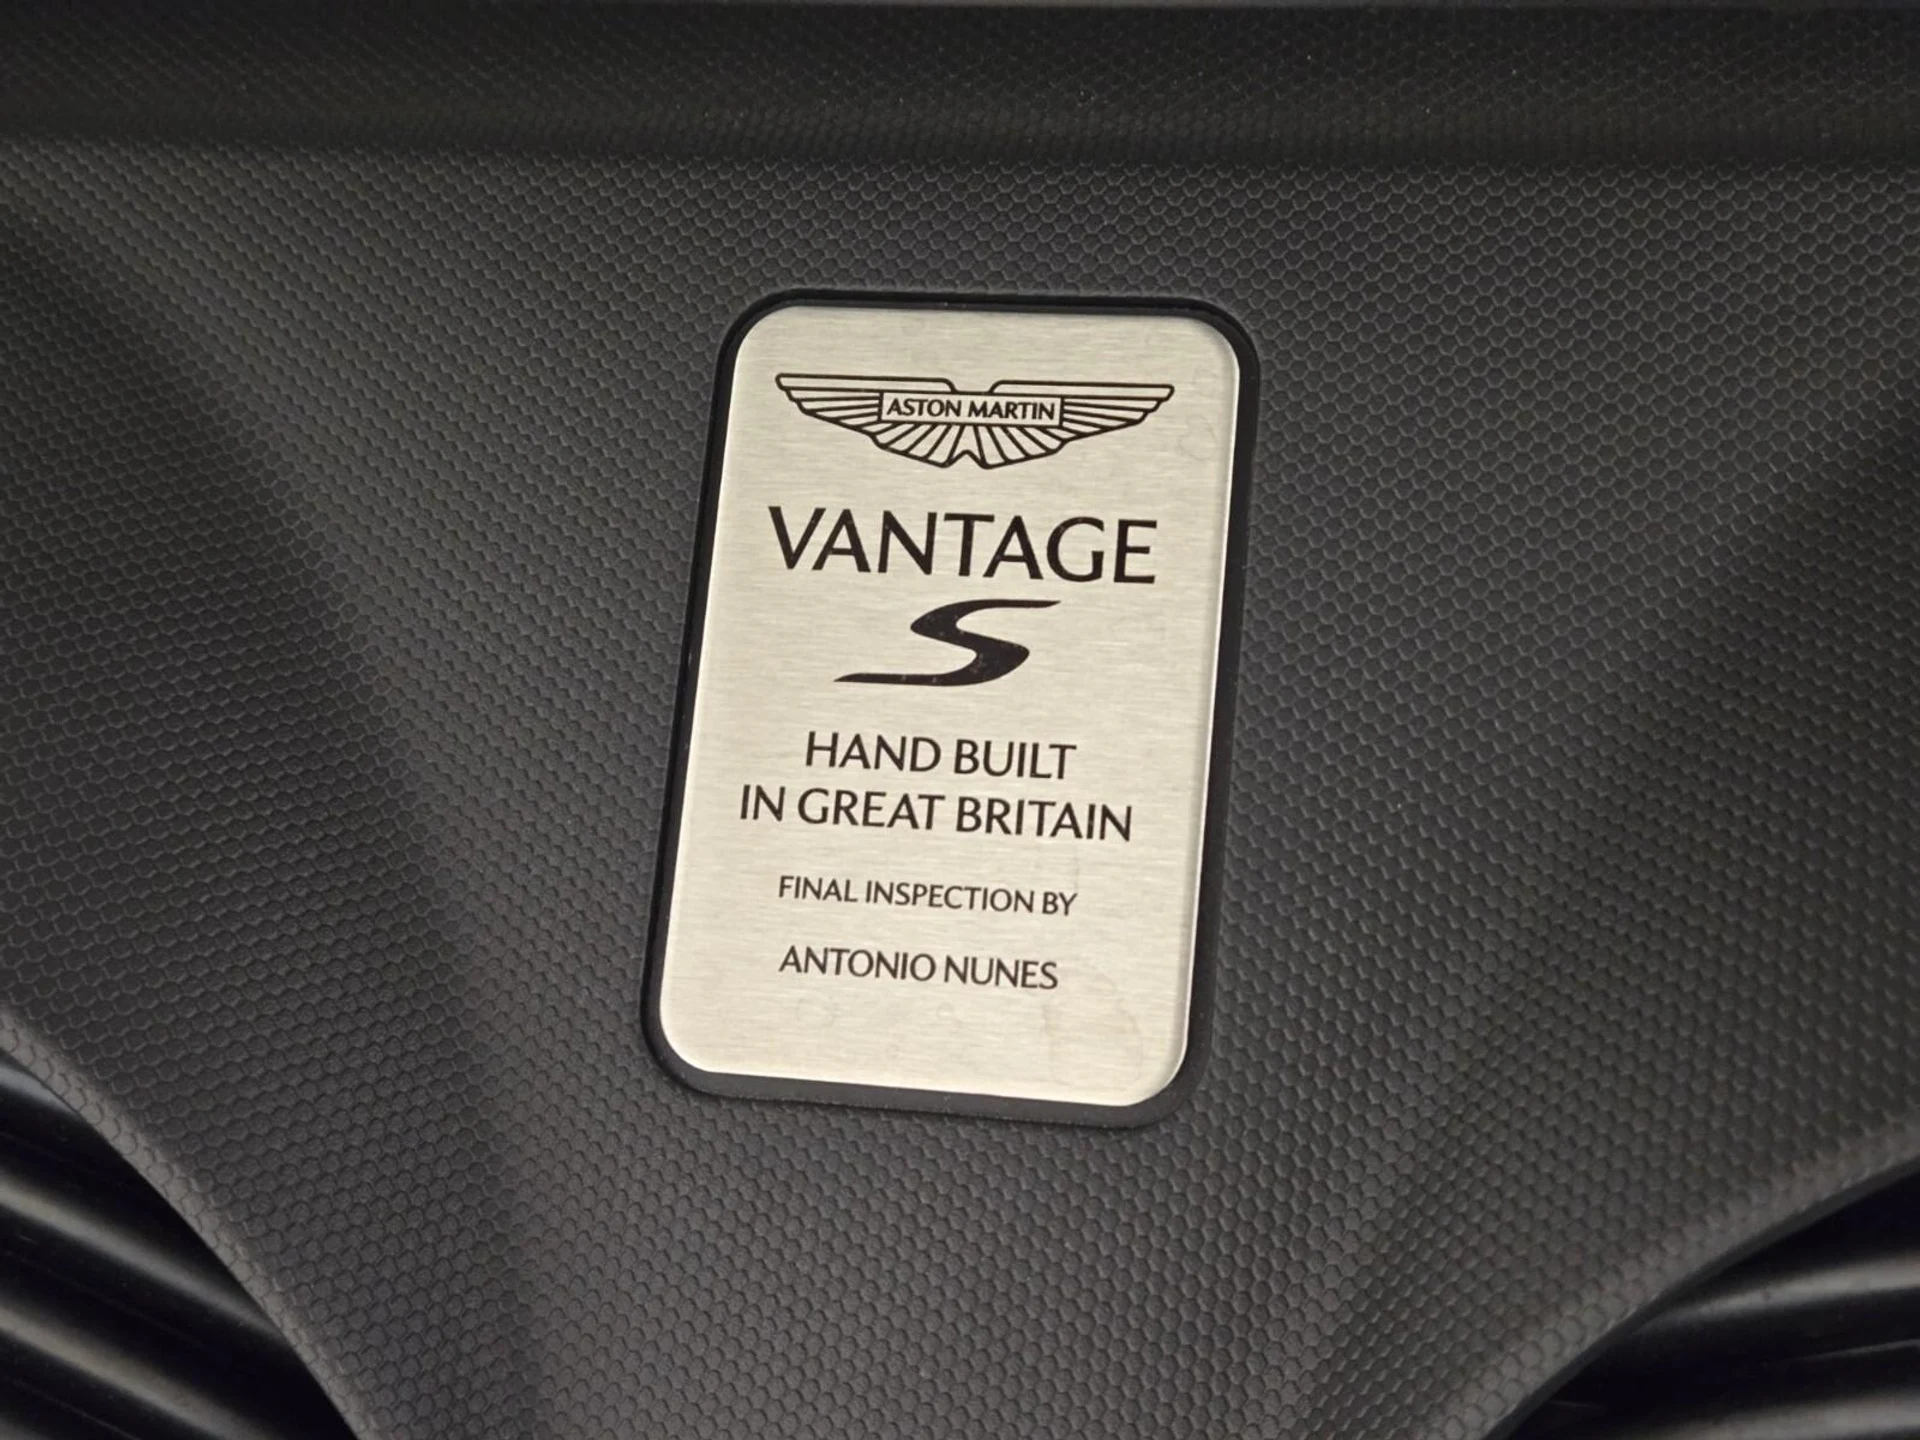 ASTON MARTIN
VANTAGE
S
HAND BUILT
IN GREAT BRITAIN
FINAL INSPECTION BY
ANTONIO NUNES